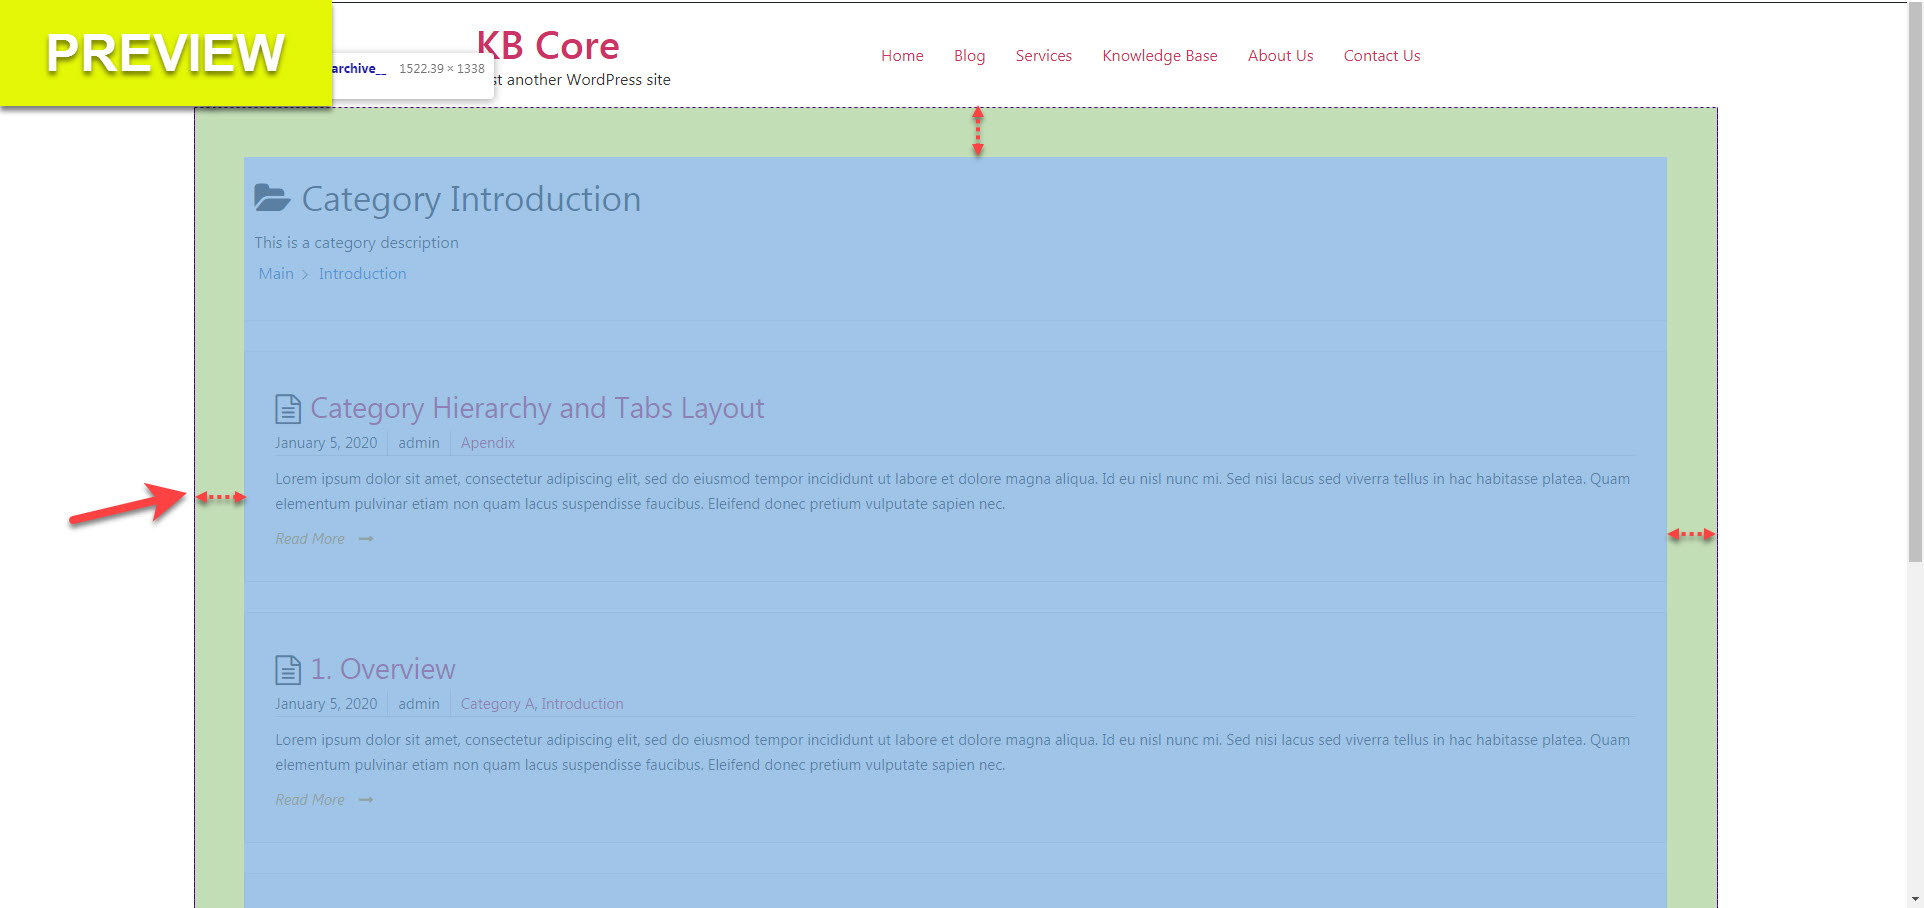 PREVIEW
KB Core
Home Blog Services Knowledge Base About Us Contact Us
archive__ 1522.39 × 1338
st another WordPress site
Category Introduction
This is a category description
Main > Introduction
Category Hierarchy and Tabs Layout
January 5, 2020 admin Apendix
Lorem ipsum dolor sit amet, consectetur adipiscing elit, sed do eiusmod tempor incididunt ut labore et dolore magna aliqua. Id eu nisl nunc mi. Sed nisi lacus sed viverra tellus in hac habitasse platea. Quam
elementum pulvinar etiam non quam lacus suspendisse faucibus. Eleifend donec pretium vulputate sapien nec.
Read More
1. Overview
January 5, 2020 admin Category A, Introduction
Lorem ipsum dolor sit amet, consectetur adipiscing elit, sed do eiusmod tempor incididunt ut labore et dolore magna aliqua. Id eu nisl nunc mi. Sed nisi lacus sed viverra tellus in hac habitasse platea. Quam
elementum pulvinar etiam non quam lacus suspendisse faucibus. Eleifend donec pretium vulputate sapien nec.
Read More